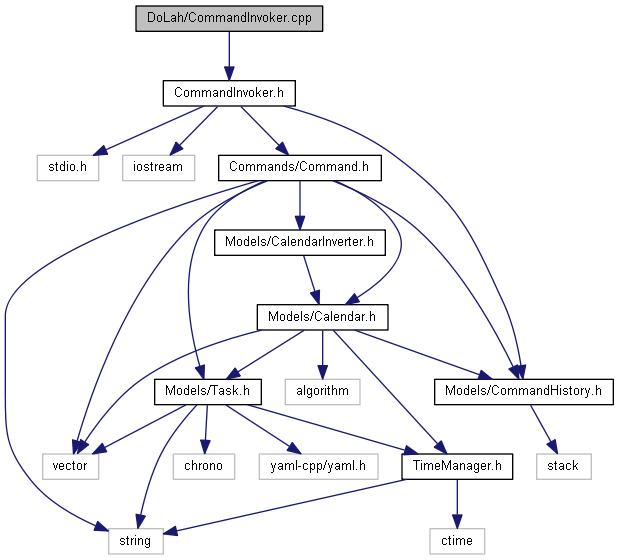 DoLah/CommandInvoker.cpp
CommandInvoker.h
stdio.h
iostream
Commands/Command.h
Models/CalendarInverter.h
Models/Calendar.h
Models/Task.h
algorithm
Models/CommandHistory.h
vector
chrono
yaml-cpp/yaml.h
TimeManager.h
stack
string
ctime